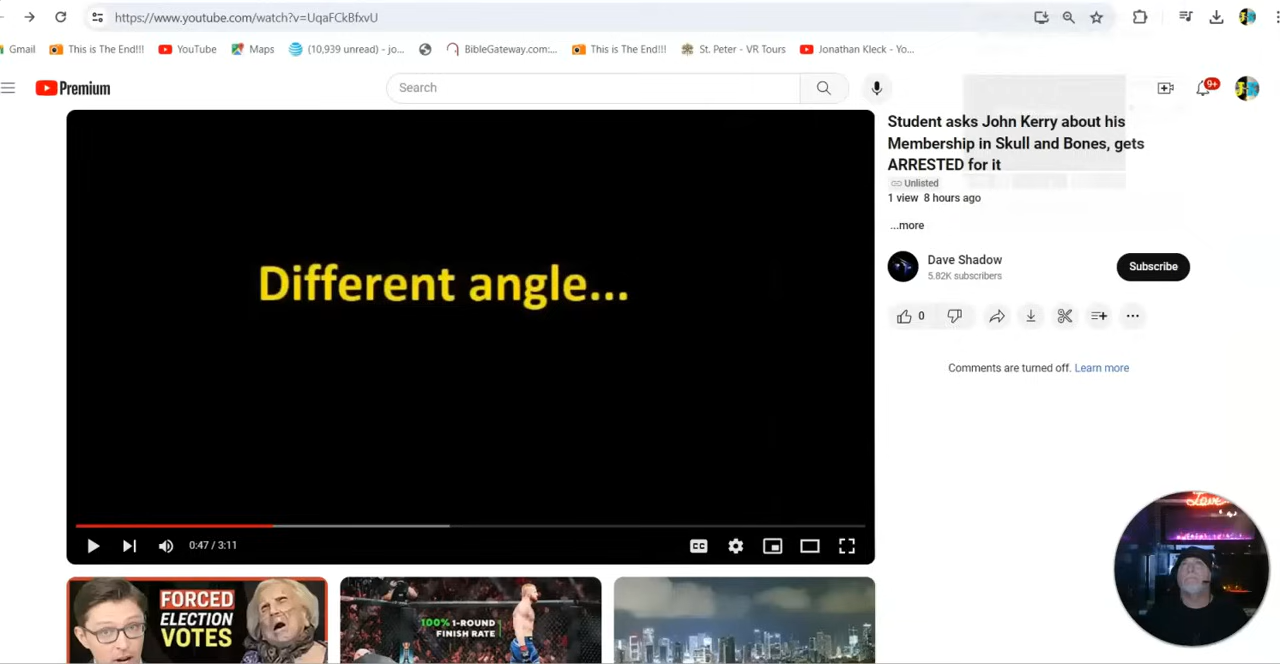 https://www.youtube.com/watch?v=UqaFCkBfxvU
Gmail This is The End!!! YouTube Maps (10,939 unread) - jo... BibleGateway.com:... This is The End!!! St. Peter - VR Tours Jonathan Kleck - Yo...
Premium
Search
9+
Different angle...
Student asks John Kerry about his
Membership in Skull and Bones, gets
ARRESTED for it
Unlisted
1 view 8 hours ago
...more
Dave Shadow
5.82K subscribers
Subscribe
0
Comments are turned off. Learn more
0:47 / 3:11
CC
FORCED
ELECTION
VOTES
100% 1-ROUND
FINISH RATE
Love